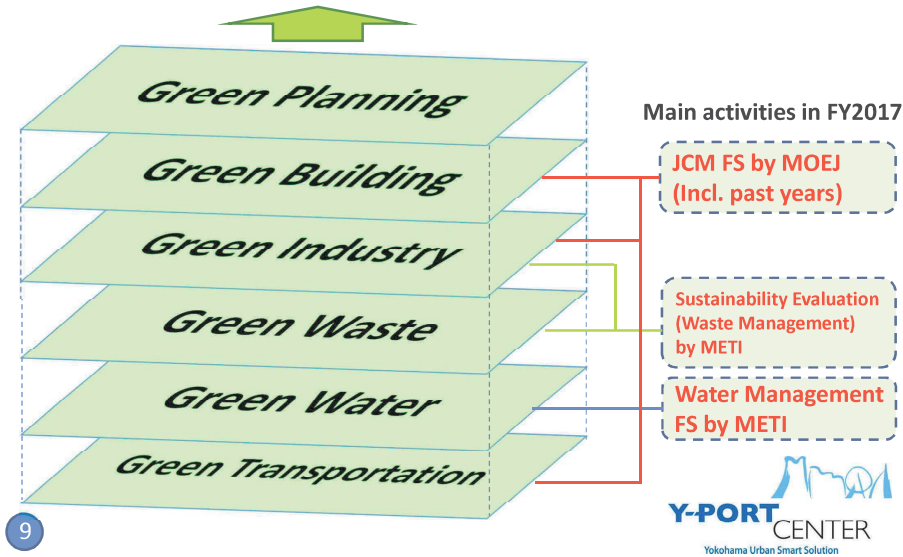 Green Planning
Green Building
Green Industry
Green Waste
Green Water
Green Transportation
Main activities in FY2017
JCM FS by MOEJ
(Incl. past years)
Sustainability Evaluation
(Waste Management)
by METI
Water Management
FS by METI
Y-PORT
CENTER
Yokohama Urban Smart Solution
9